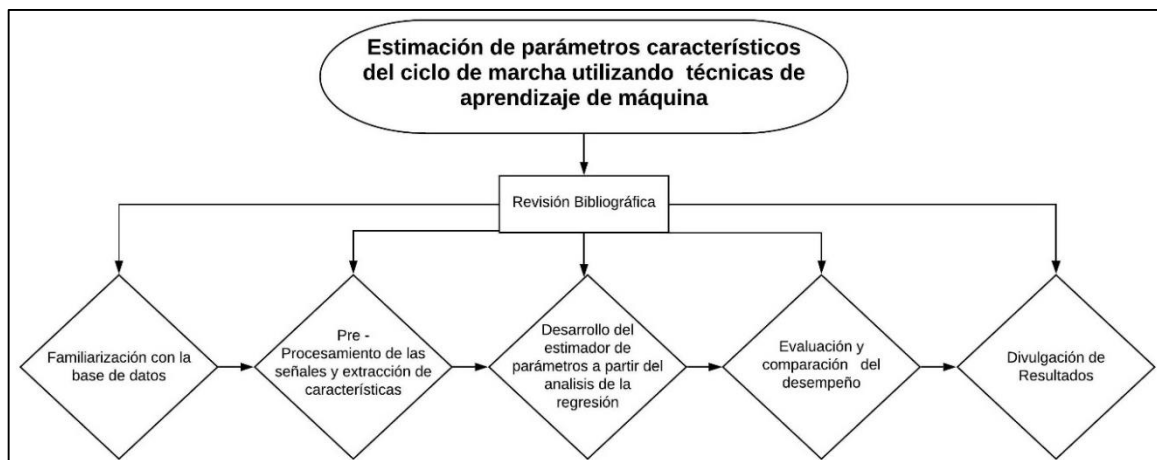 Estimación de parámetros característicos
del ciclo de marcha utilizando técnicas de
aprendizaje de máquina
Revisión Bibliográfica
Familiarización con la
base de datos
Pre -
Procesamiento de las
señales y extracción de
características
Desarrollo del
estimador de
parámetros a partir del
analisis de la
regresión
Evaluación y
comparación del
desempeño
Divulgación de
Resultados